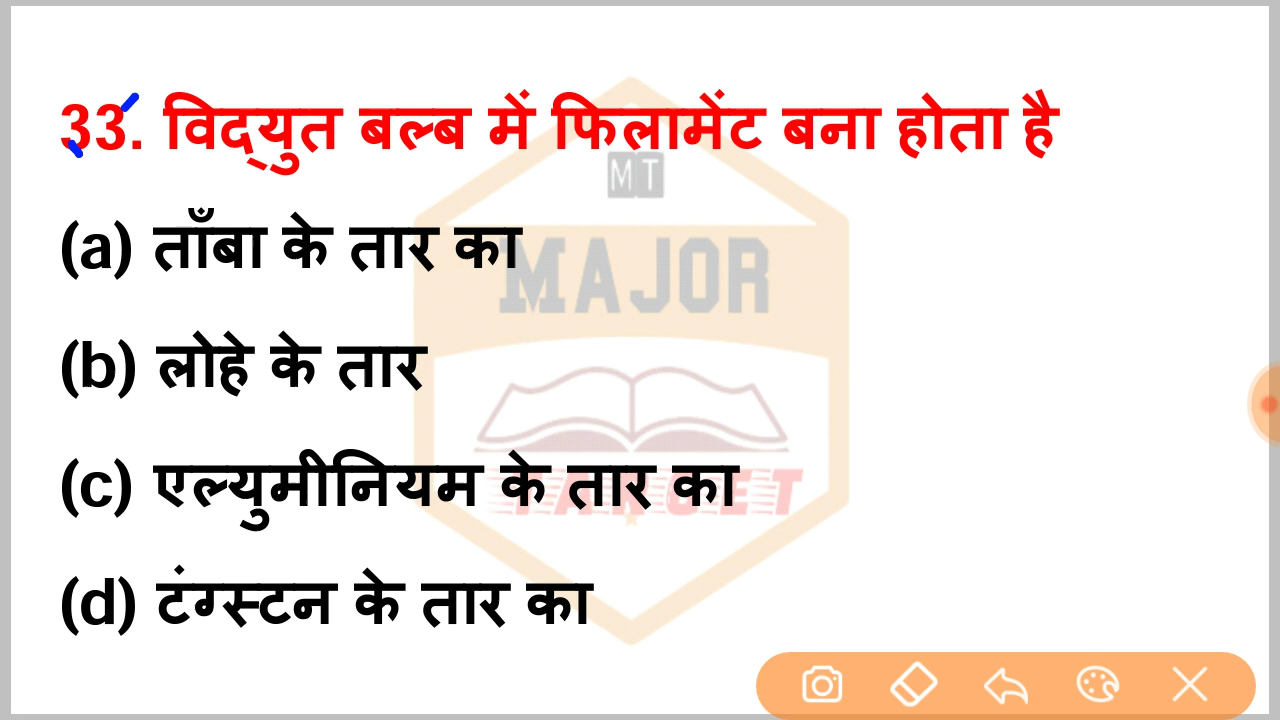 33. विद्युत बल्ब में फिलामेंट बना होता है
MT
(a) ताँबा के तार का
MAJOR
(b) लोहे के तार
(c) एल्युमीनियम के तार का
TARGET
(d) टंग्स्टन के तार का